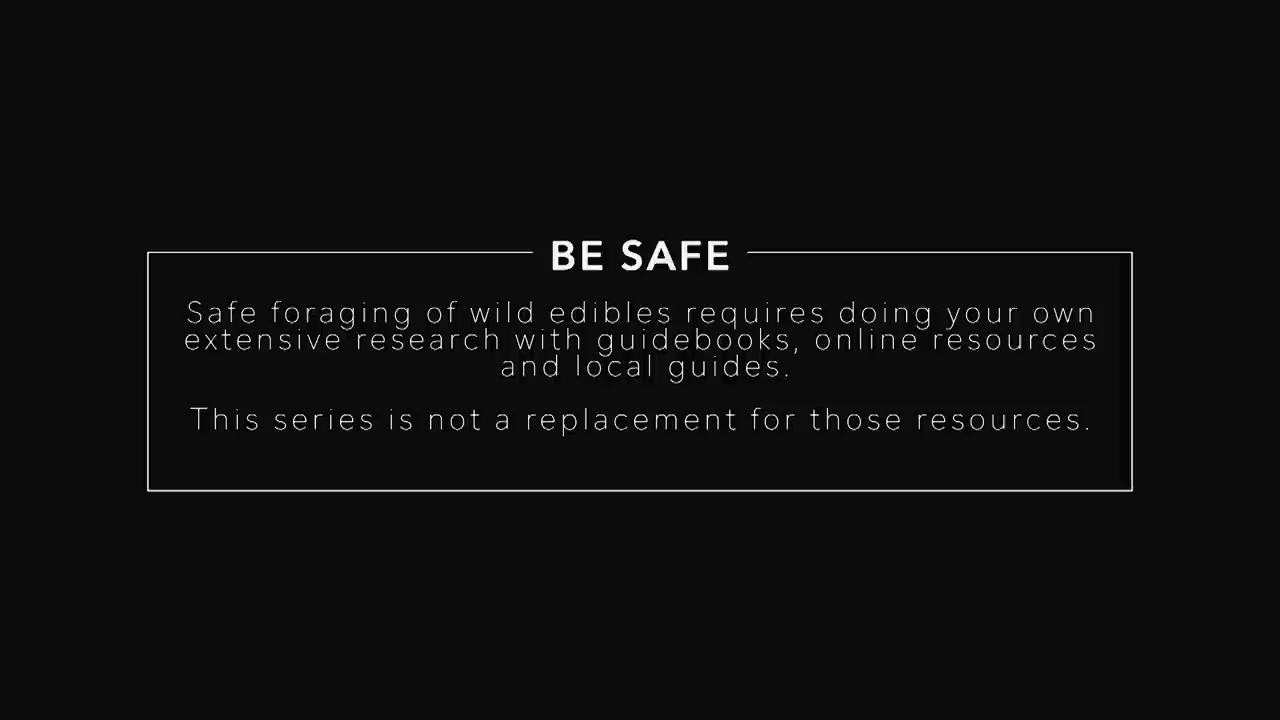 BE SAFE
Safe foraging of wild edibles requires doing your own
extensive research with guidebooks, online resources
and local guides.
This series is not a replacement for those resources.